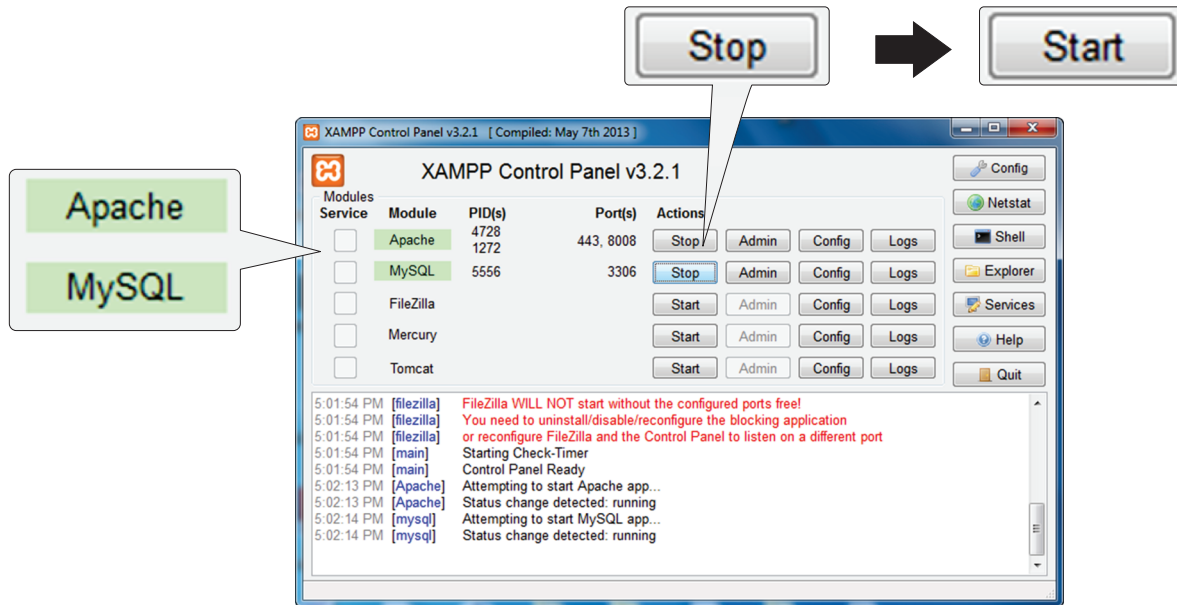 Stop
Start
XAMPP Control Panel v3.2.1 [ Compiled: May 7th 2013 ]
XAMPP Control Panel v3.2.1
Config
Modules
Service Module PID(s) Port(s) Actions
Netstat
Apache
MySQL
Apache 4728 1272 443, 8008 Stop Admin Config Logs
Shell
MySQL 5556 3306 Stop Admin Config Logs
Explorer
FileZilla Start Admin Config Logs
Services
Mercury Start Admin Config Logs
Help
Tomcat Start Admin Config Logs
Quit
5:01:54 PM [filezilla] FileZilla WILL NOT start without the configured ports free!
5:01:54 PM [filezilla] You need to uninstall/disable/reconfigure the blocking application
5:01:54 PM [filezilla] or reconfigure FileZilla and the Control Panel to listen on a different port
5:01:54 PM [main] Starting Check-Timer
5:01:54 PM [main] Control Panel Ready
5:02:13 PM [Apache] Attempting to start Apache app...
5:02:13 PM [Apache] Status change detected: running
5:02:14 PM [mysql] Attempting to start MySQL app...
5:02:14 PM [mysql] Status change detected: running